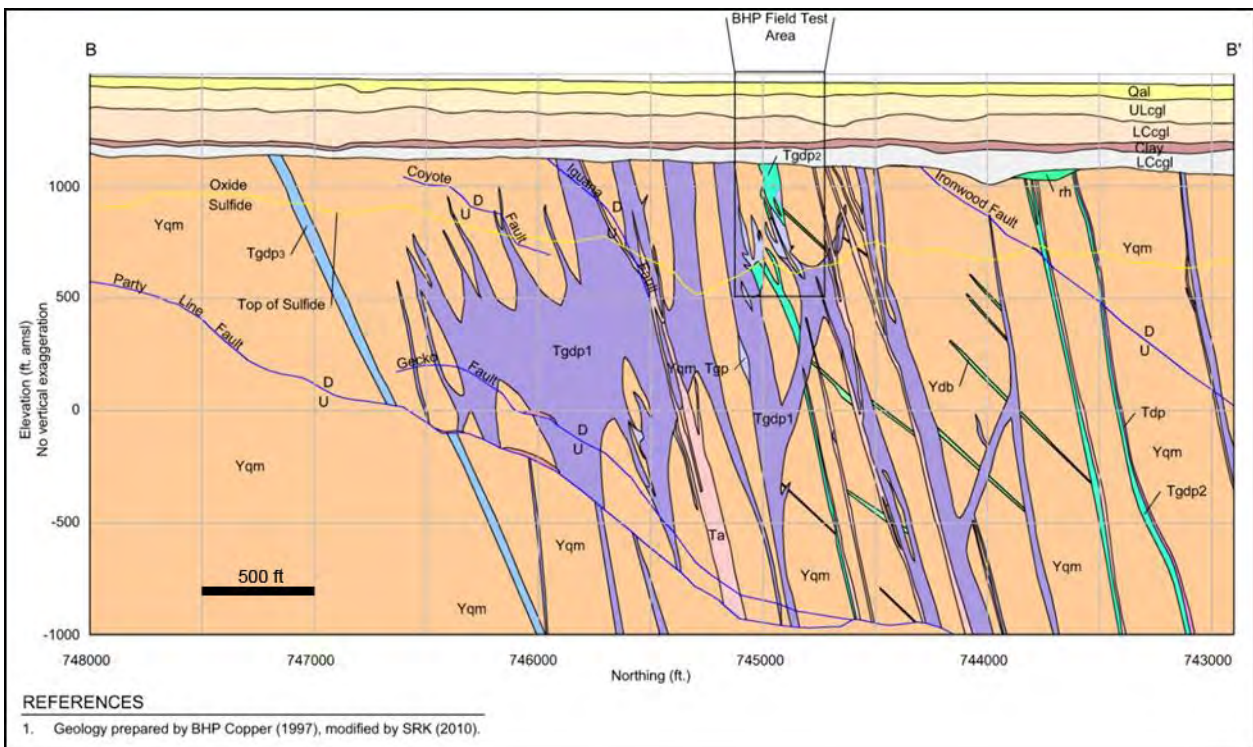 BHP Field Test
Area
B
B'
Qal
ULcgl
LCcgl
Clay
LCcgl
Tgdp2
1000
Coyote
Fault
D
U
Iguana
Fault
D
U
Ironwood Fault
rh
Oxide
Sulfide
Yqm
Tgdp3
Yqm
Top of Sulfide
Party Line Fault
D
U
500
Gecko Fault
D
U
Tgdp1
Yqm
Tgp
Ydb
D
U
Tdp
0
Tgdp1
Yqm
Yqm
Tgdp2
-500
Ta
Yqm
Yqm
Yqm
Yqm
500 ft
-1000
Elevation (ft. amsl)
No vertical exaggeration
748000
747000
746000
745000
744000
743000
Northing (ft.)
REFERENCES
1. Geology prepared by BHP Copper (1997), modified by SRK (2010).